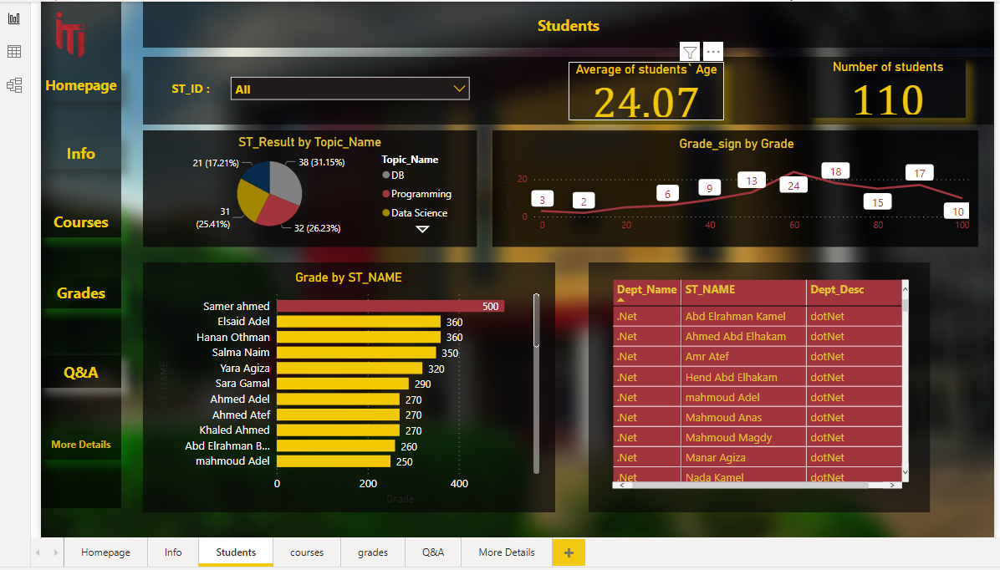 iTi
Students
Homepage
Info
Courses
Grades
Q&A
More Details
ST_ID :
All
Average of students` Age
24.07
Number of students
110
ST_Result by Topic_Name
21 (17.21%)
38 (31.15%)
31
(25.41%)
32 (26.23%)
Topic_Name
DB
Programming
Data Science
Grade_sign by Grade
20
0
3
2
6
9
13
24
18
15
17
10
0
20
40
60
80
100
Grade by ST_NAME
ST_NAME
Samer ahmed 500
Elsaid Adel 360
Hanan Othman 360
Salma Naim 350
Yara Agiza 320
Sara Gamal 290
Ahmed Adel 270
Ahmed Atef 270
Khaled Ahmed 270
Abd Elrahman B... 260
mahmoud Adel 250
0 200 400
Grade
Dept_Name ST_NAME Dept_Desc
.Net Abd Elrahman Kamel dotNet
.Net Ahmed Abd Elhakam dotNet
.Net Amr Atef dotNet
.Net Hend Abd Elhakam dotNet
.Net mahmoud Adel dotNet
.Net Mahmoud Anas dotNet
.Net Mahmoud Magdy dotNet
.Net Manar Agiza dotNet
.Net Nada Kamel dotNet
Homepage Info Students courses grades Q&A More Details +